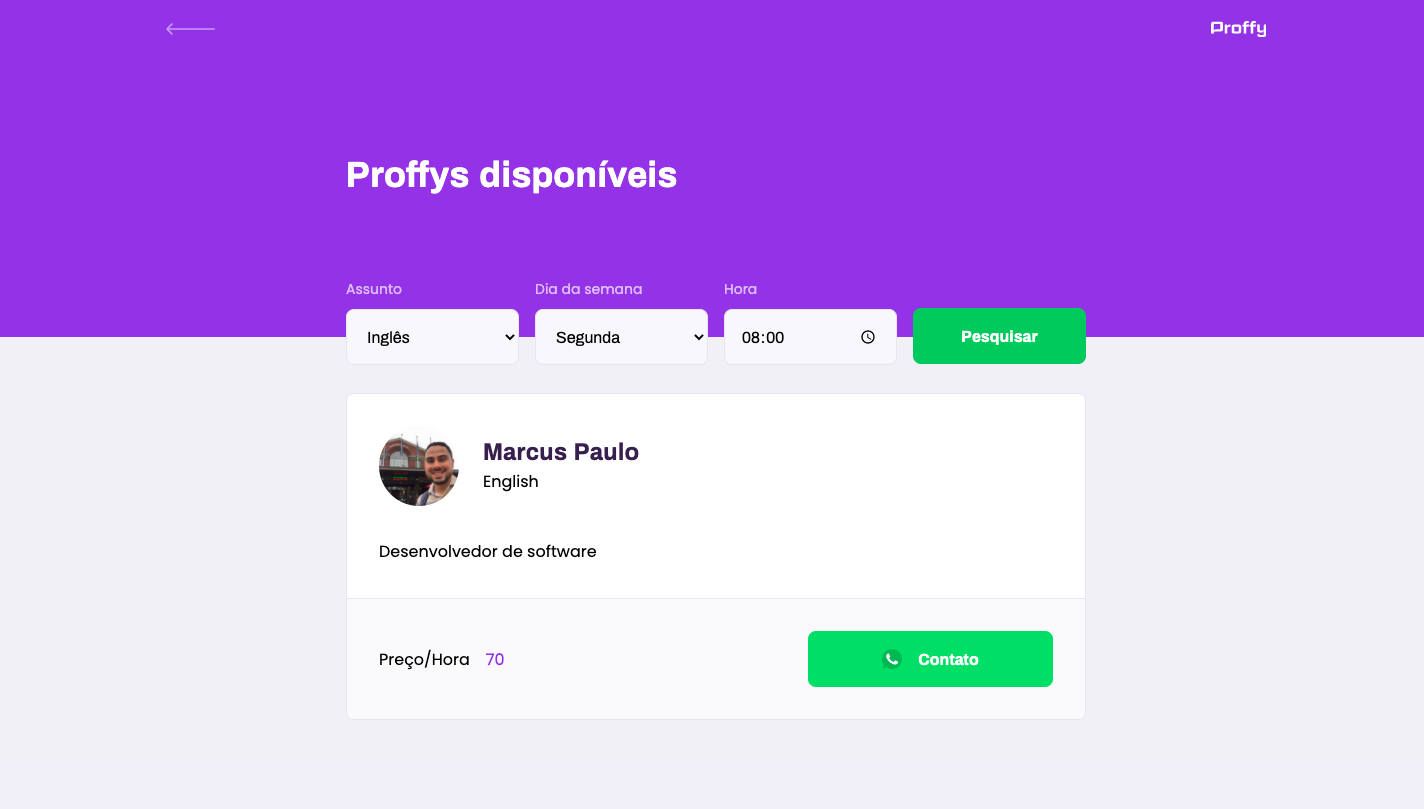 Proffy
Proffys disponíveis
Assunto Dia da semana Hora
Inglês Segunda 08:00 Pesquisar
Marcus Paulo
English
Desenvolvedor de software
Preço/Hora 70 Contato